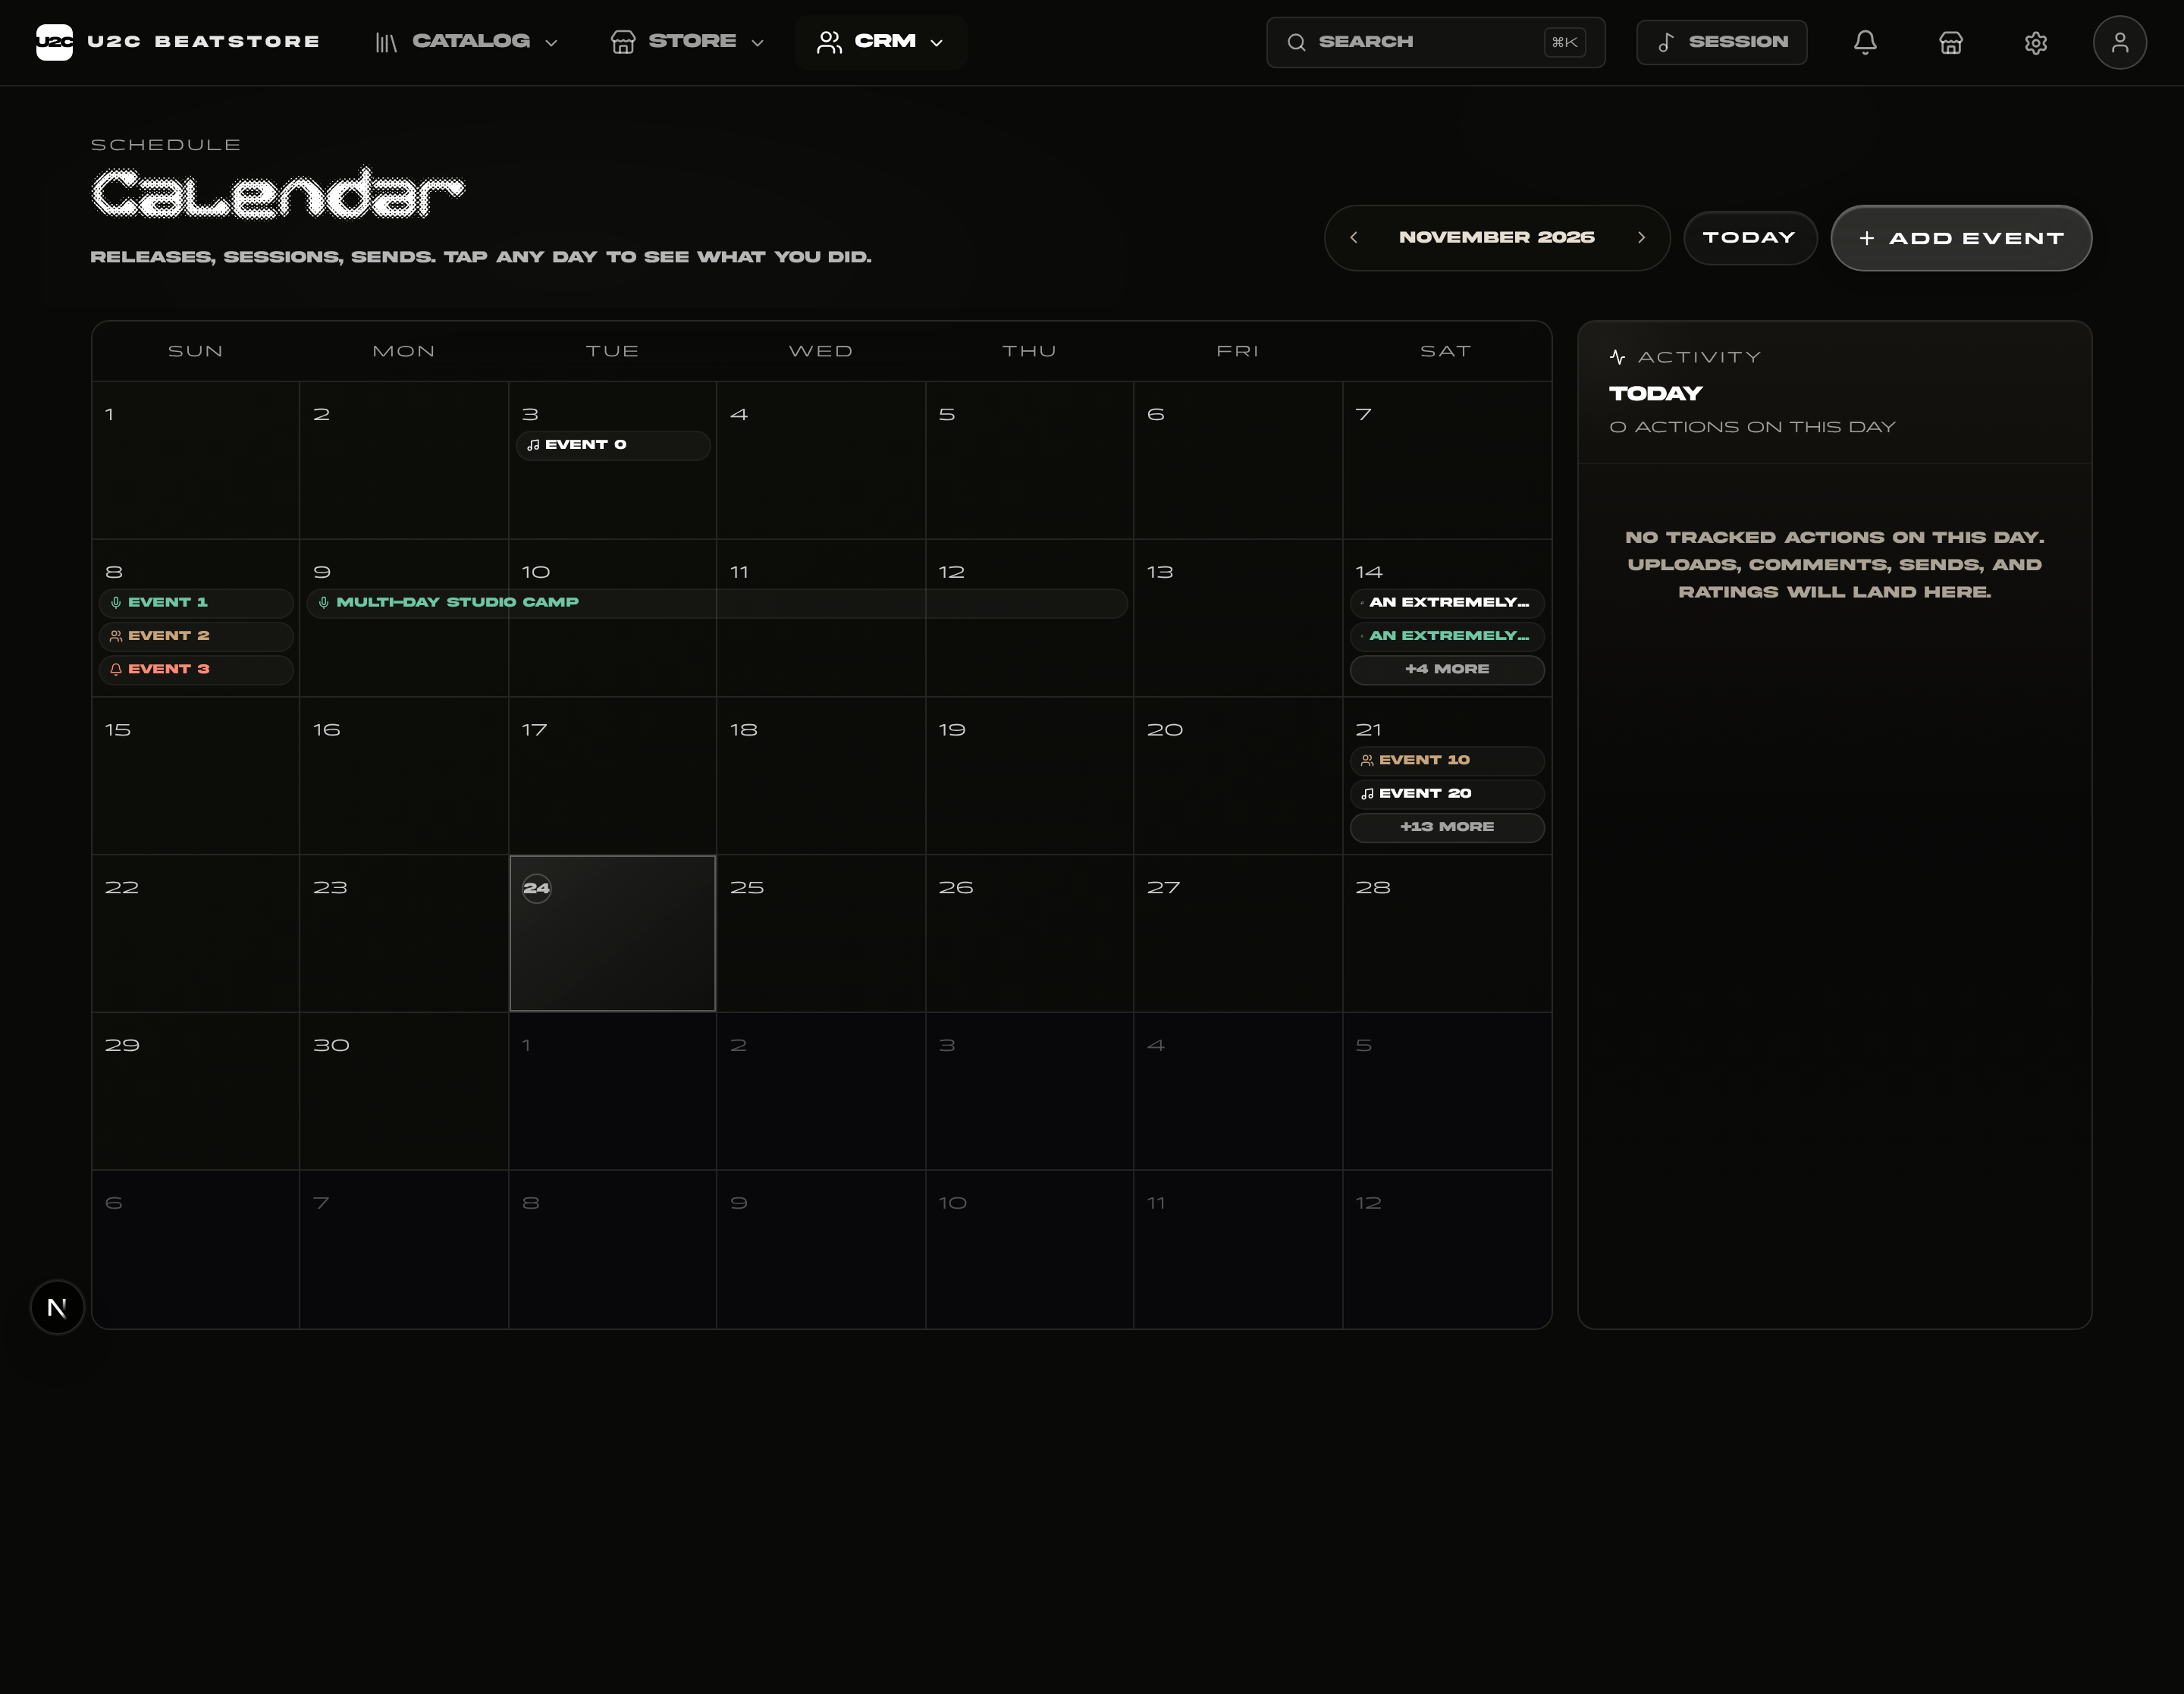 U2C U2C BEATSTORE CATALOG STORE CRM SEARCH ⌘K SESSION
SCHEDULE
Calendar
RELEASES, SESSIONS, SENDS. TAP ANY DAY TO SEE WHAT YOU DID.
NOVEMBER 2026 TODAY + ADD EVENT
SUN MON TUE WED THU FRI SAT
1 2 3 4 5 6 7
EVENT 0
8 9 10 11 12 13 14
EVENT 1 MULTI-DAY STUDIO CAMP AN EXTREMELY...
EVENT 2 AN EXTREMELY...
EVENT 3 +4 MORE
15 16 17 18 19 20 21
EVENT 10
EVENT 20
+13 MORE
22 23 24 25 26 27 28
29 30 1 2 3 4 5
6 7 8 9 10 11 12
ACTIVITY
TODAY
0 ACTIONS ON THIS DAY
NO TRACKED ACTIONS ON THIS DAY.
UPLOADS, COMMENTS, SENDS, AND
RATINGS WILL LAND HERE.
N